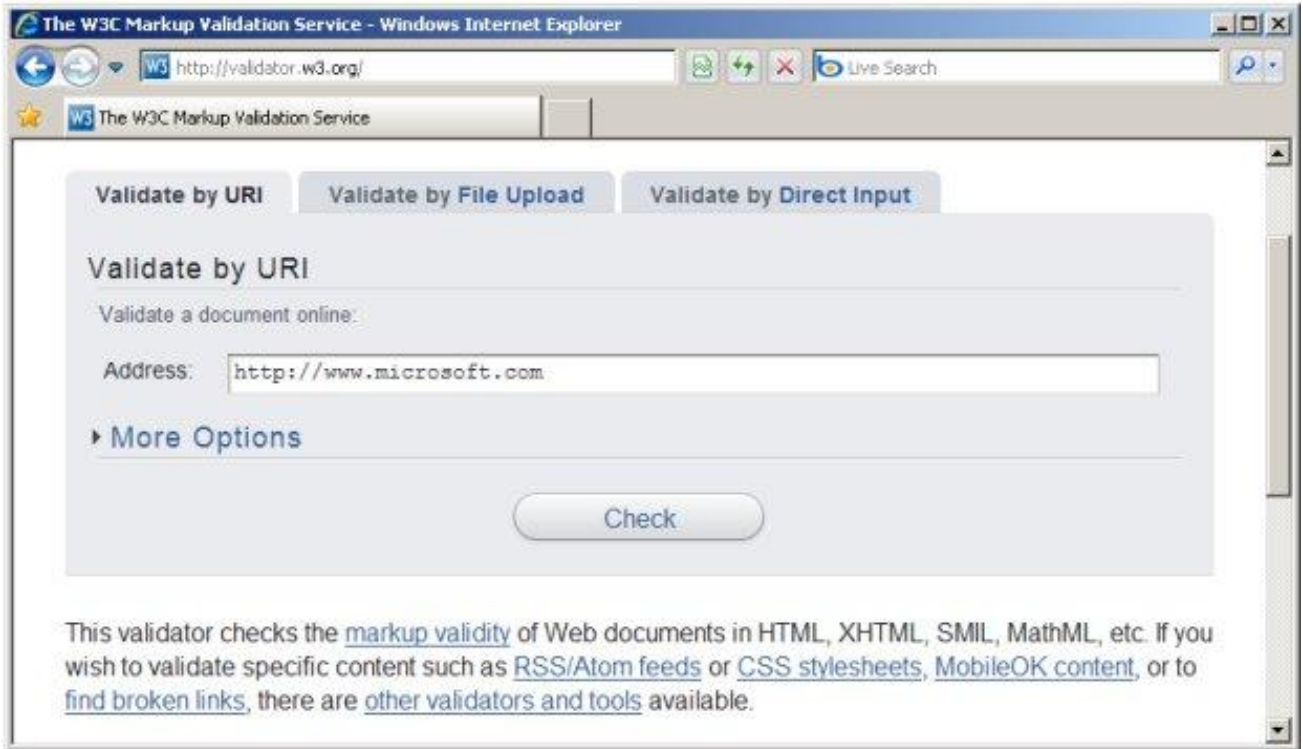 The W3C Markup Validation Service - Windows Internet Explorer
W3 http://validator.w3.org/ Live Search
W3 The W3C Markup Validation Service
Validate by URI Validate by File Upload Validate by Direct Input
Validate by URI
Validate a document online:
Address: http://www.microsoft.com
More Options
Check
This validator checks the markup validity of Web documents in HTML, XHTML, SMIL, MathML, etc. If you
wish to validate specific content such as RSS/Atom feeds or CSS stylesheets, MobileOK content, or to
find broken links, there are other validators and tools available.